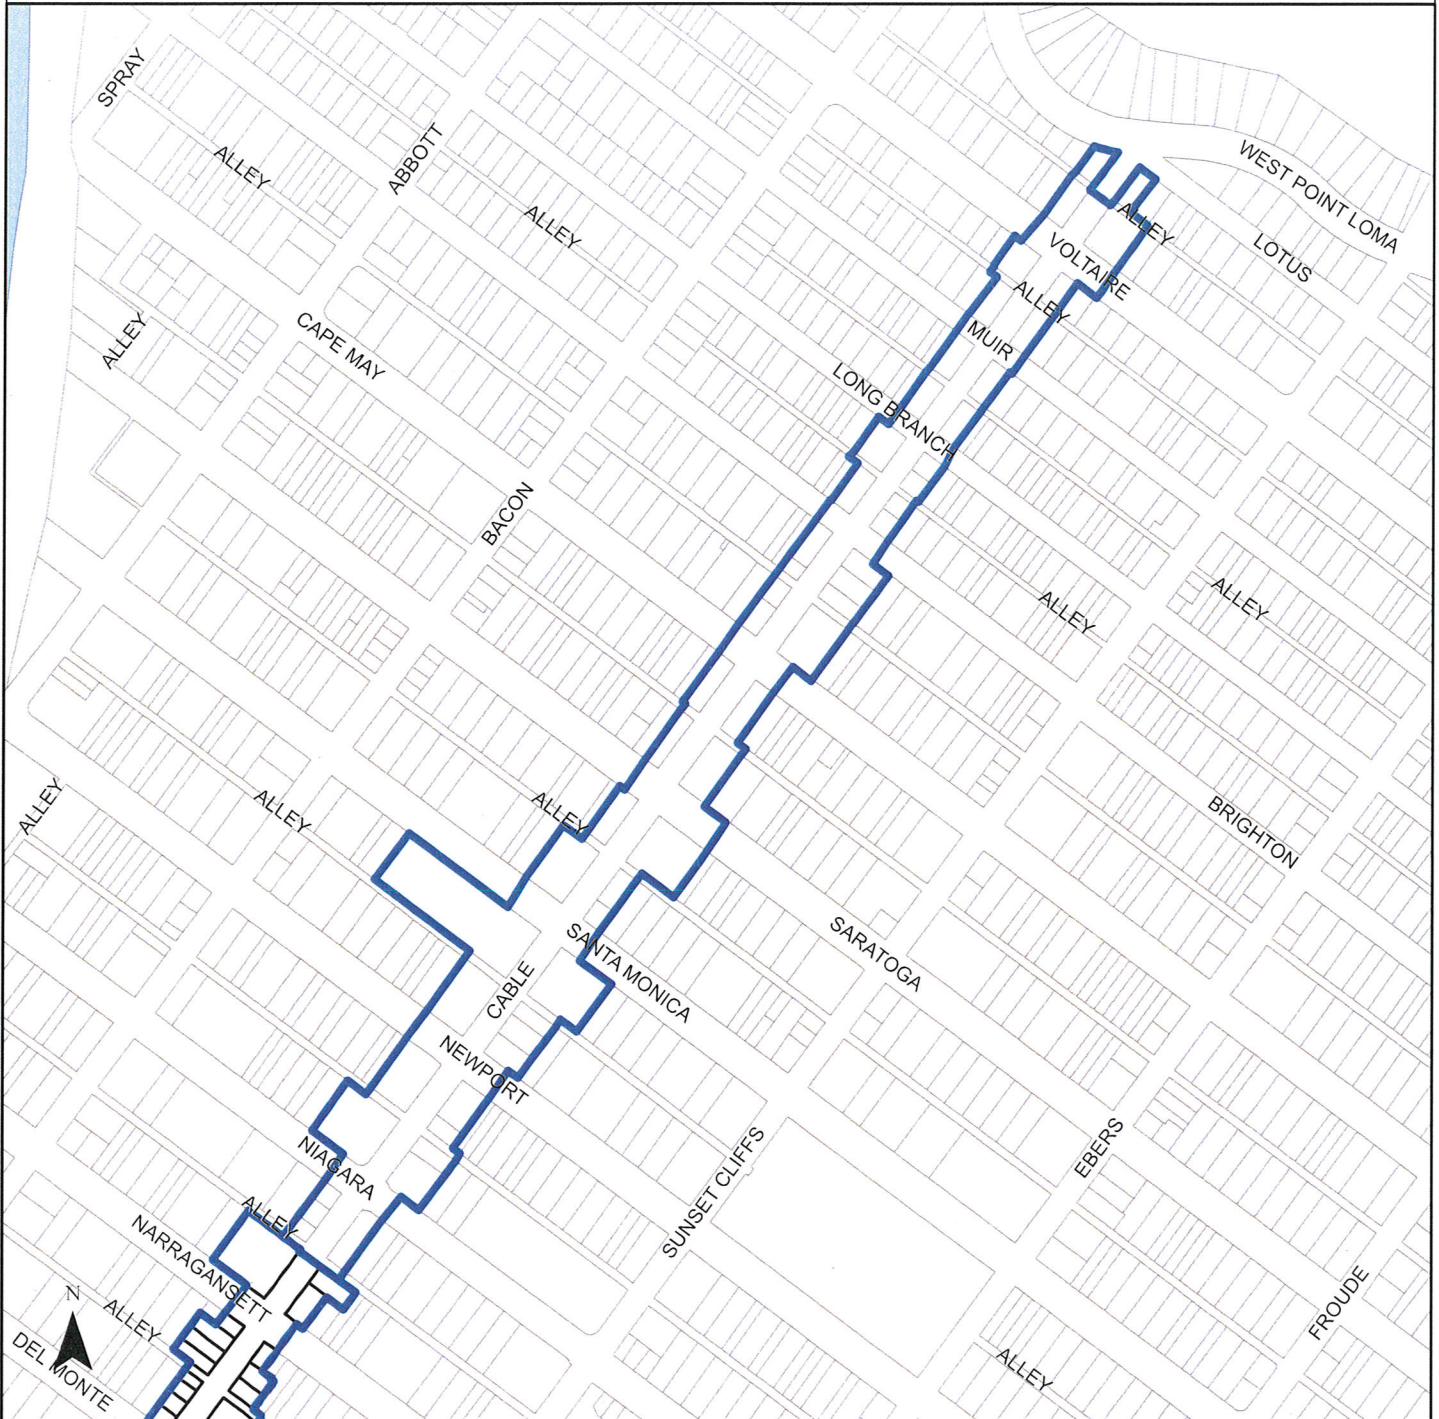 SPRAY
ABBOTT
ALLEY
ALLEY
WEST POINT LOMA
ALLEY
LOTUS
VOLTAIRE
ALLEY
ALLEY
CAPE MAY
MUIR
LONG BRANCH
BACON
ALLEY
ALLEY
ALLEY
ALLEY
ALLEY
BRIGHTON
SANTA MONICA
SARATOGA
CABLE
NEWPORT
SUNSET CLIFFS
EBERS
NIAGARA
ALLEY
NARRAGANSETT
N
ALLEY
FROUDE
DEL MONTE
ALLEY